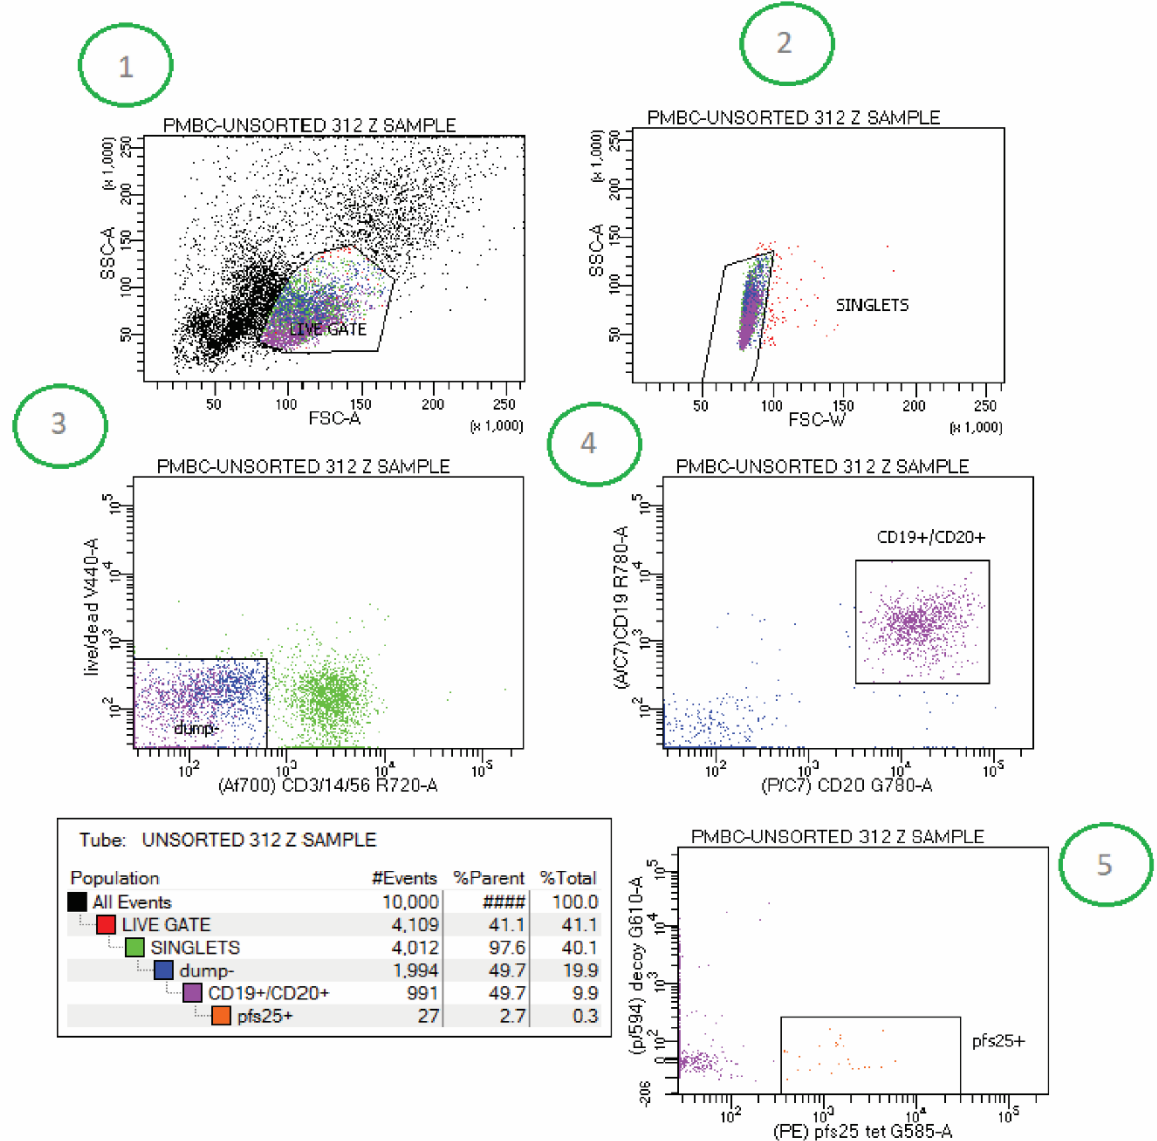 1
2
PMBC-UNSORTED 312 Z SAMPLE
SSC-A
(x 1,000)
250
200
150
100
50
LIVE GATE
50 100 150 200 250
FSC-A
(x 1,000)
PMBC-UNSORTED 312 Z SAMPLE
SSC-A
(x 1,000)
250
200
150
100
50
SINGLETS
50 100 150 200 250
FSC-W
(x 1,000)
3
4
PMBC-UNSORTED 312 Z SAMPLE
live/dead V440-A
10^5
10^4
10^3
10^2
dump-
10^2 10^3 10^4 10^5
(Af700) CD3/14/56 R720-A
PMBC-UNSORTED 312 Z SAMPLE
(A/C7)CD19 R780-A
10^5
10^4
10^3
10^2
CD19+/CD20+
10^2 10^3 10^4 10^5
(P/C7) CD20 G780-A
Tube: UNSORTED 312 Z SAMPLE
Population #Events %Parent %Total
All Events 10,000 #### 100.0
LIVE GATE 4,109 41.1 41.1
SINGLETS 4,012 97.6 40.1
dump- 1,994 49.7 19.9
CD19+/CD20+ 991 49.7 9.9
pfs25+ 27 2.7 0.3
5
PMBC-UNSORTED 312 Z SAMPLE
(p/594) decoy G610-A
10^5
10^4
10^3
10^2
0
-206
pfs25+
10^2 10^3 10^4 10^5
(PE) pfs25 tet G585-A